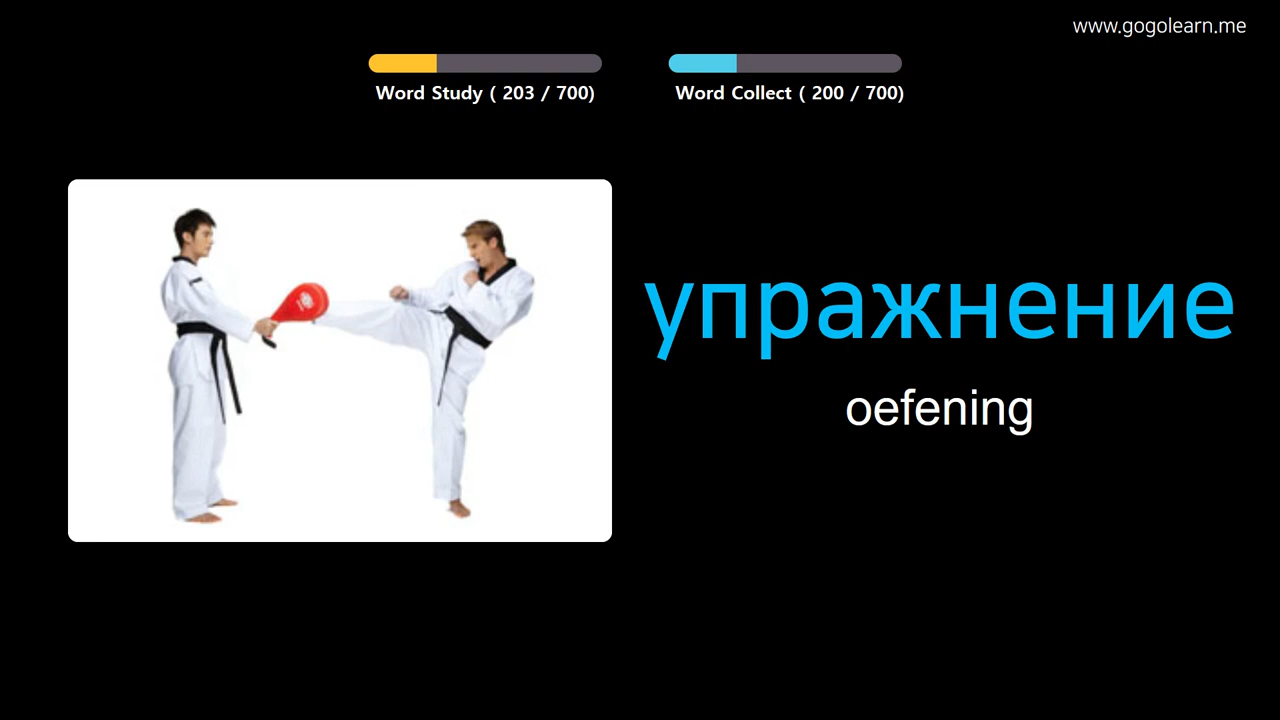 www.gogolearn.me
Word Study ( 203 / 700)
Word Collect ( 200 / 700)
упражнение
oefening